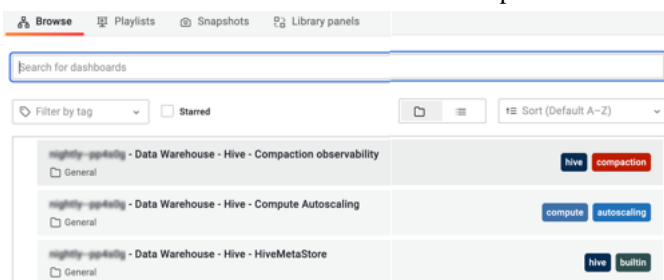 Browse Playlists Snapshots Library panels
Search for dashboards
Filter by tag Starred Sort (Default A–Z)
- Data Warehouse - Hive - Compaction observability
General
hive compaction
- Data Warehouse - Hive - Compute Autoscaling
General
compute autoscaling
- Data Warehouse - Hive - HiveMetaStore
General
hive builtin